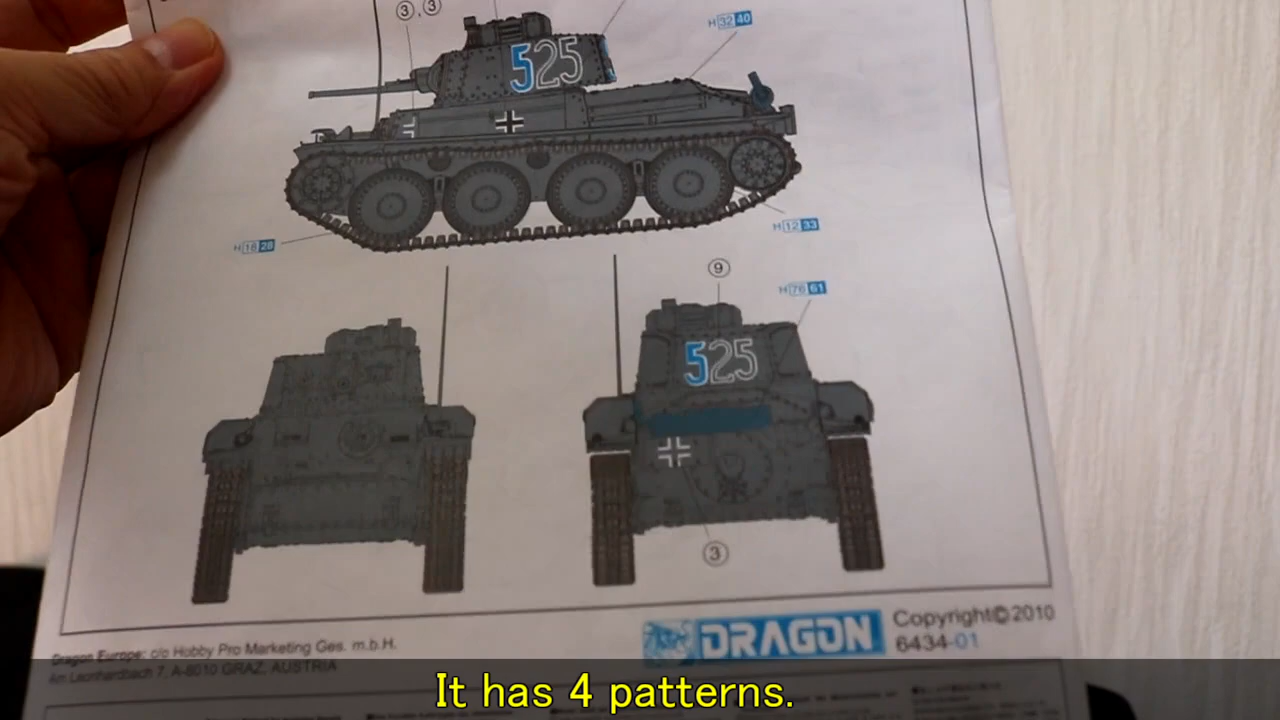 3,3
H 32 40
525
H 18 28
H 12 33
9
H 76 61
525
3
DRAGON
Copyright©2010
6434-01
Dragon Europe: c/o Hobby Pro Marketing Ges. m.b.H.
Am Leonhardbach 7, A-8010 GRAZ, AUSTRIA
It has 4 patterns.